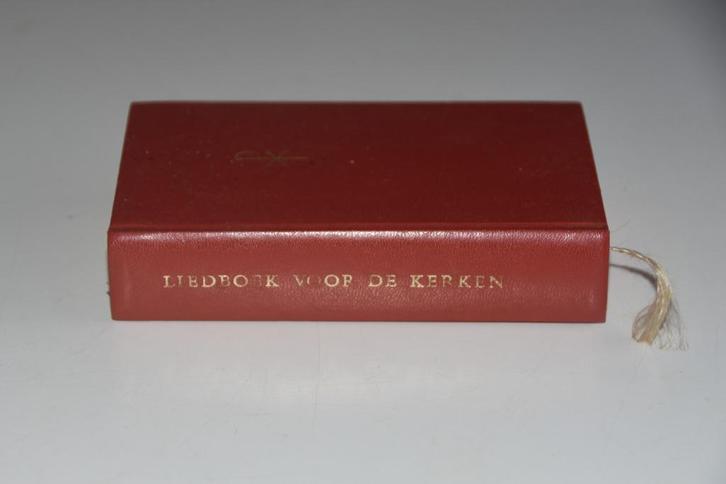 LIEDBOEK VOOR DE KERKEN